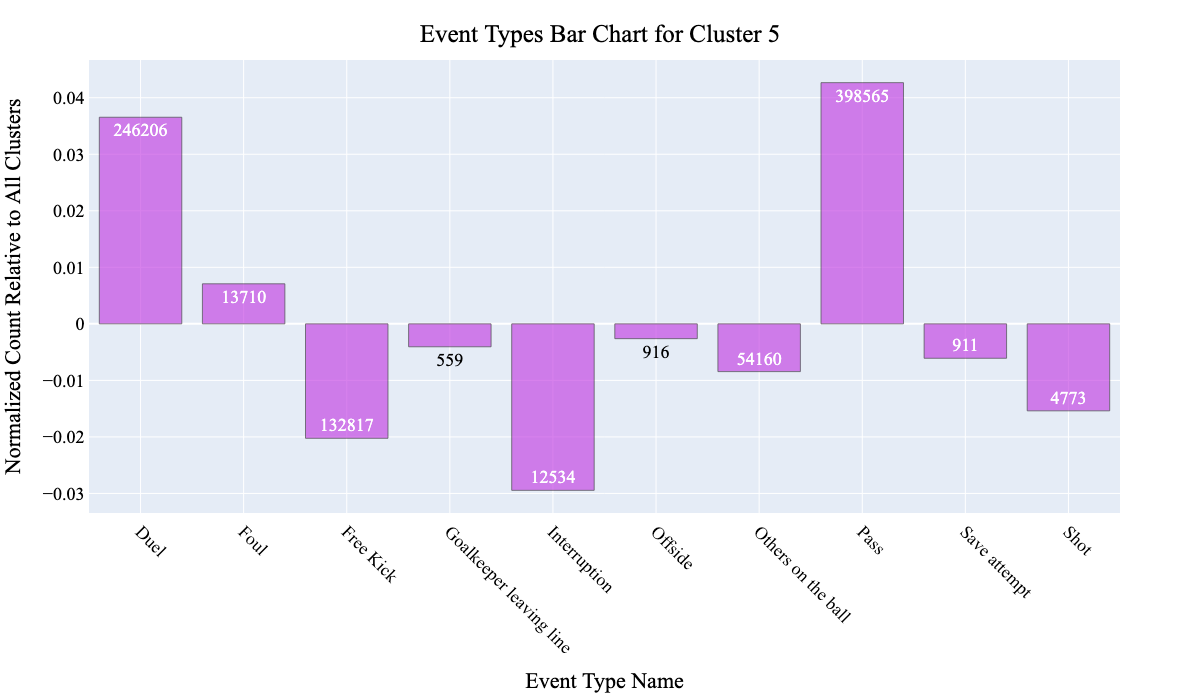 Event Types Bar Chart for Cluster 5
Normalized Count Relative to All Clusters
0.04
0.03
0.02
0.01
0
−0.01
−0.02
−0.03
246206
13710
132817
559
12534
916
54160
398565
911
4773
Duel
Foul
Free Kick
Goalkeeper leaving line
Interruption
Offside
Others on the ball
Pass
Save attempt
Shot
Event Type Name